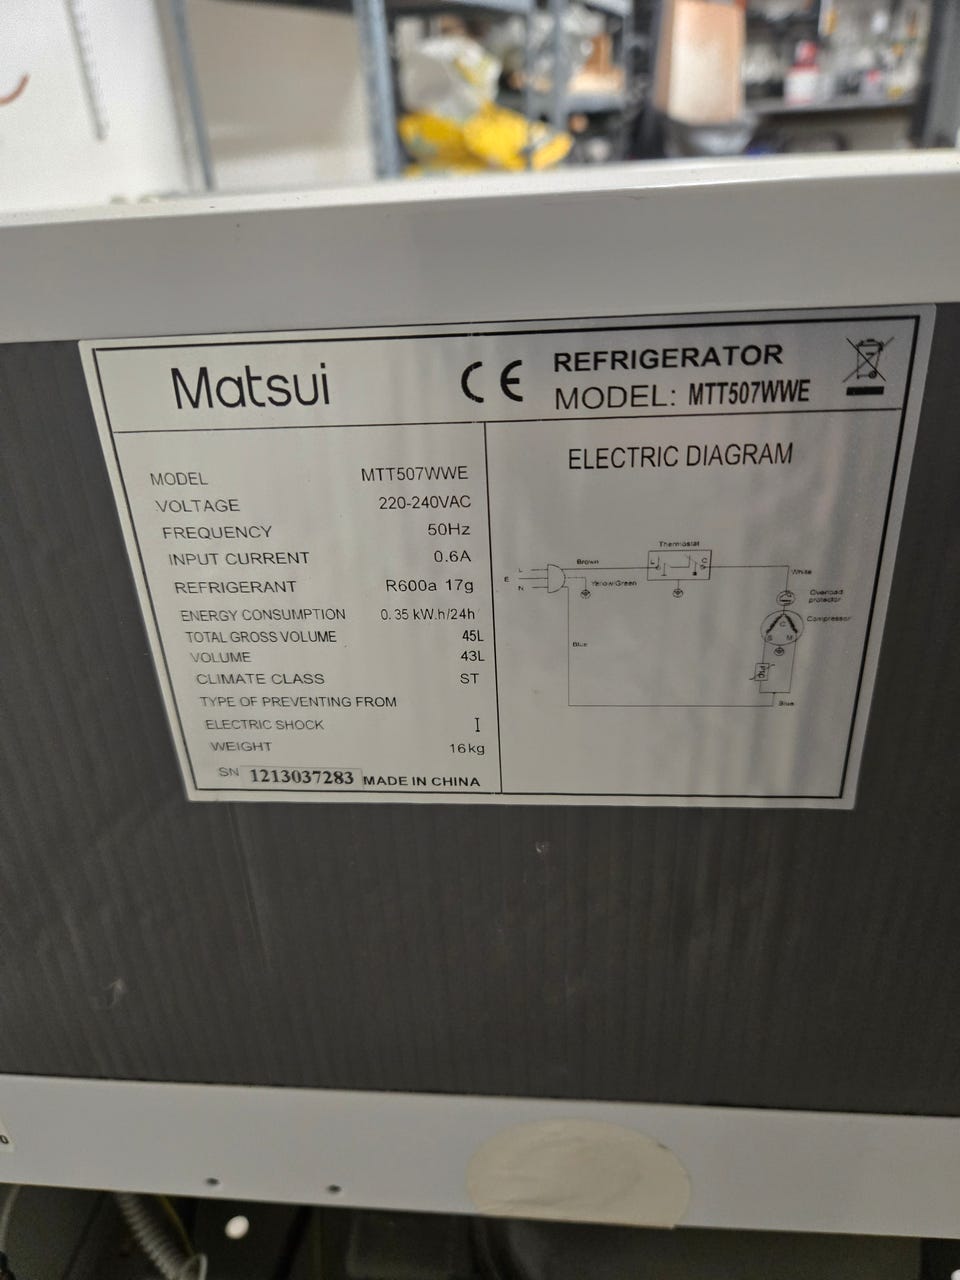 Matsui
CE
REFRIGERATOR
MODEL: MTT507WWE
MODEL MTT507WWE
VOLTAGE 220-240VAC
FREQUENCY 50Hz
INPUT CURRENT 0.6A
REFRIGERANT R600a 17g
ENERGY CONSUMPTION 0.35 kW.h/24h
TOTAL GROSS VOLUME 45L
VOLUME 43L
CLIMATE CLASS ST
TYPE OF PREVENTING FROM
ELECTRIC SHOCK I
WEIGHT 16kg
SN 1213037283 MADE IN CHINA
ELECTRIC DIAGRAM
Thermostat
L Brown L C
E Yellow/Green
N
White
Overload
protector
Compressor
C
S M
Blue
PTC
Blue